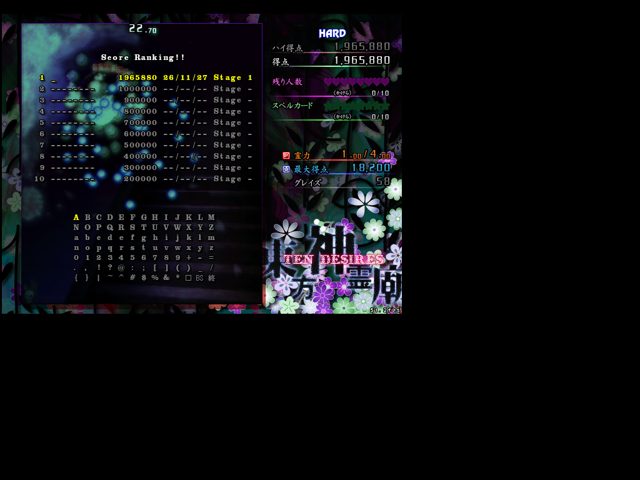 22.70
HARD
Score Ranking!!
ハイ得点 1,965,880
得点 1,965,880
1 _ 1965880 26/11/27 Stage 1
2 -------- 1000000 --/--/-- Stage -
3 -------- 900000 --/--/-- Stage -
4 -------- 800000 --/--/-- Stage -
5 -------- 700000 --/--/-- Stage -
6 -------- 600000 --/--/-- Stage -
7 -------- 500000 --/--/-- Stage -
8 -------- 400000 --/--/-- Stage -
9 -------- 300000 --/--/-- Stage -
10 -------- 200000 --/--/-- Stage -
残り人数
0/10
スペルカード
0/10
霊力 1.00/4.00
最大得点 18,200
グレイズ 58
A B C D E F G H I J K L M
N O P Q R S T U V W X Y Z
a b c d e f g h i j k l m
n o p q r s t u v w x y z
0 1 2 3 4 5 6 7 8 9 + - =
. , ! ? @ : ; [ ] ( ) _ /
{ } | ~ ^ # $ % & *
終
東方神霊廟
TEN DESIRES